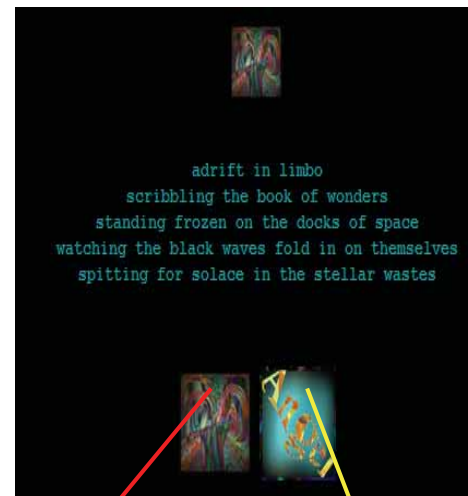 adrift in limbo
scribbling the book of wonders
standing frozen on the docks of space
watching the black waves fold in on themselves
spitting for solace in the stellar wastes